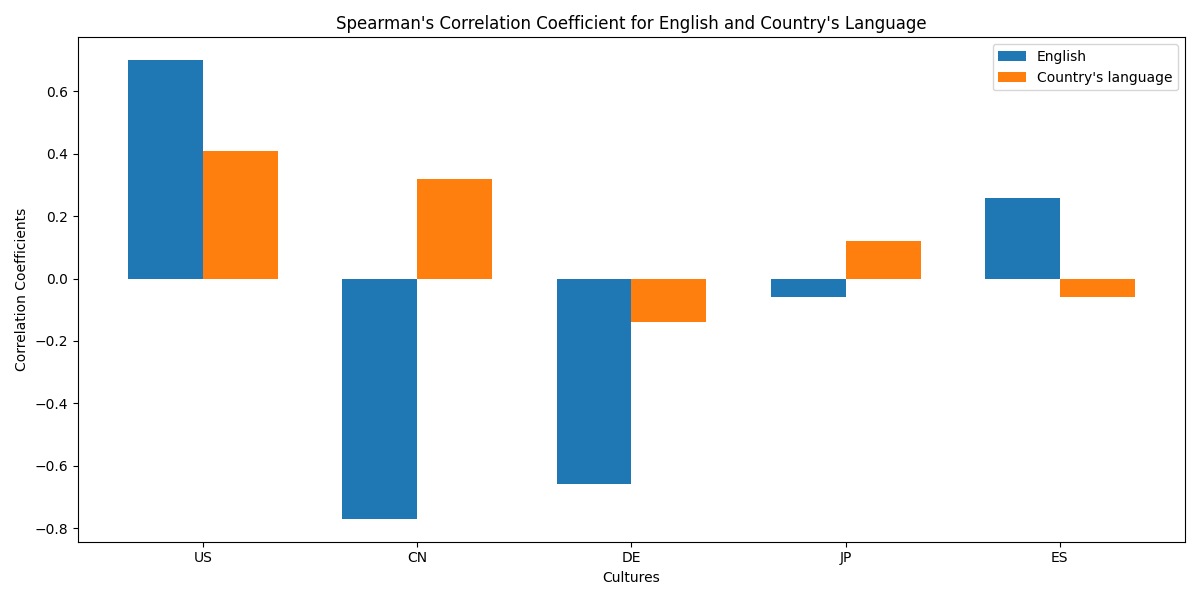 Spearman's Correlation Coefficient for English and Country's Language
English
Country's language
0.6
0.4
0.2
0.0
−0.2
−0.4
−0.6
−0.8
Correlation Coefficients
US CN DE JP ES
Cultures